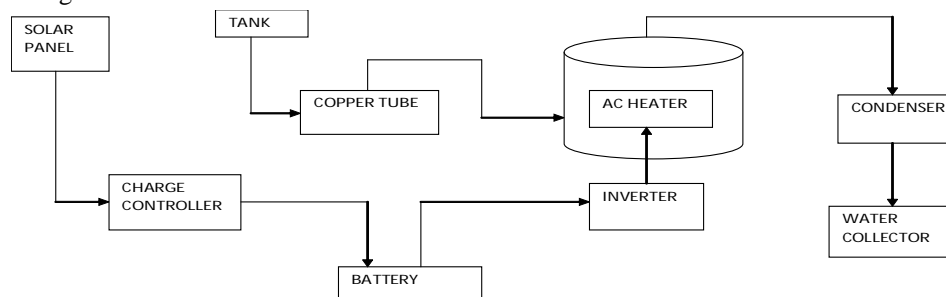 SOLAR
PANEL
TANK
COPPER TUBE
AC HEATER
CONDENSER
CHARGE
CONTROLLER
INVERTER
WATER
COLLECTOR
BATTERY